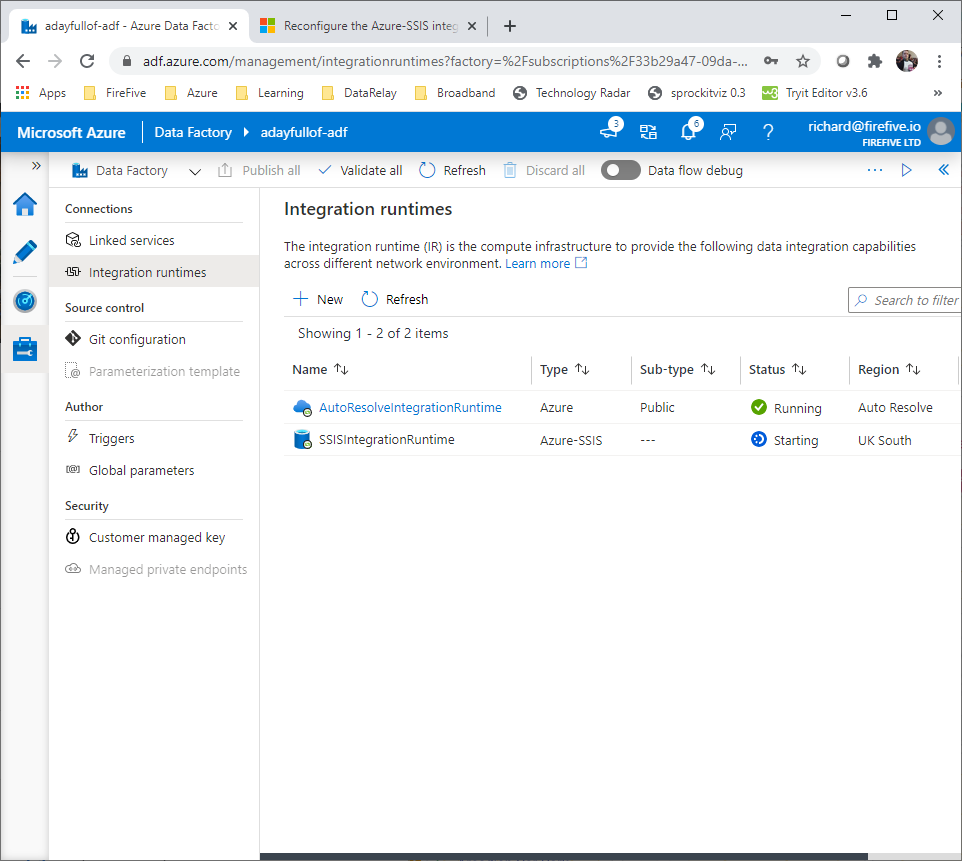 adayfullof-adf - Azure Data Facto
Reconfigure the Azure-SSIS integ
adf.azure.com/management/integrationruntimes?factory=%2Fsubscriptions%2F33b29a47-09da-...
Apps FireFive Azure Learning DataRelay Broadband Technology Radar sprockitviz 0.3 w3 Tryit Editor v3.6 »
Microsoft Azure Data Factory adayfullof-adf 3 6 ? richard@firefive.io
FIREFIVE LTD
» Data Factory Publish all Validate all Refresh Discard all Data flow debug ... «
Connections
Linked services
Integration runtimes
Source control
Git configuration
Parameterization template
Author
Triggers
Global parameters
Security
Customer managed key
Managed private endpoints
Integration runtimes
The integration runtime (IR) is the compute infrastructure to provide the following data integration capabilities
across different network environment. Learn more
New Refresh
Search to filter
Showing 1 - 2 of 2 items
Name Type Sub-type Status Region
AutoResolveIntegrationRuntime Azure Public Running Auto Resolve
SSISIntegrationRuntime Azure-SSIS --- Starting UK South